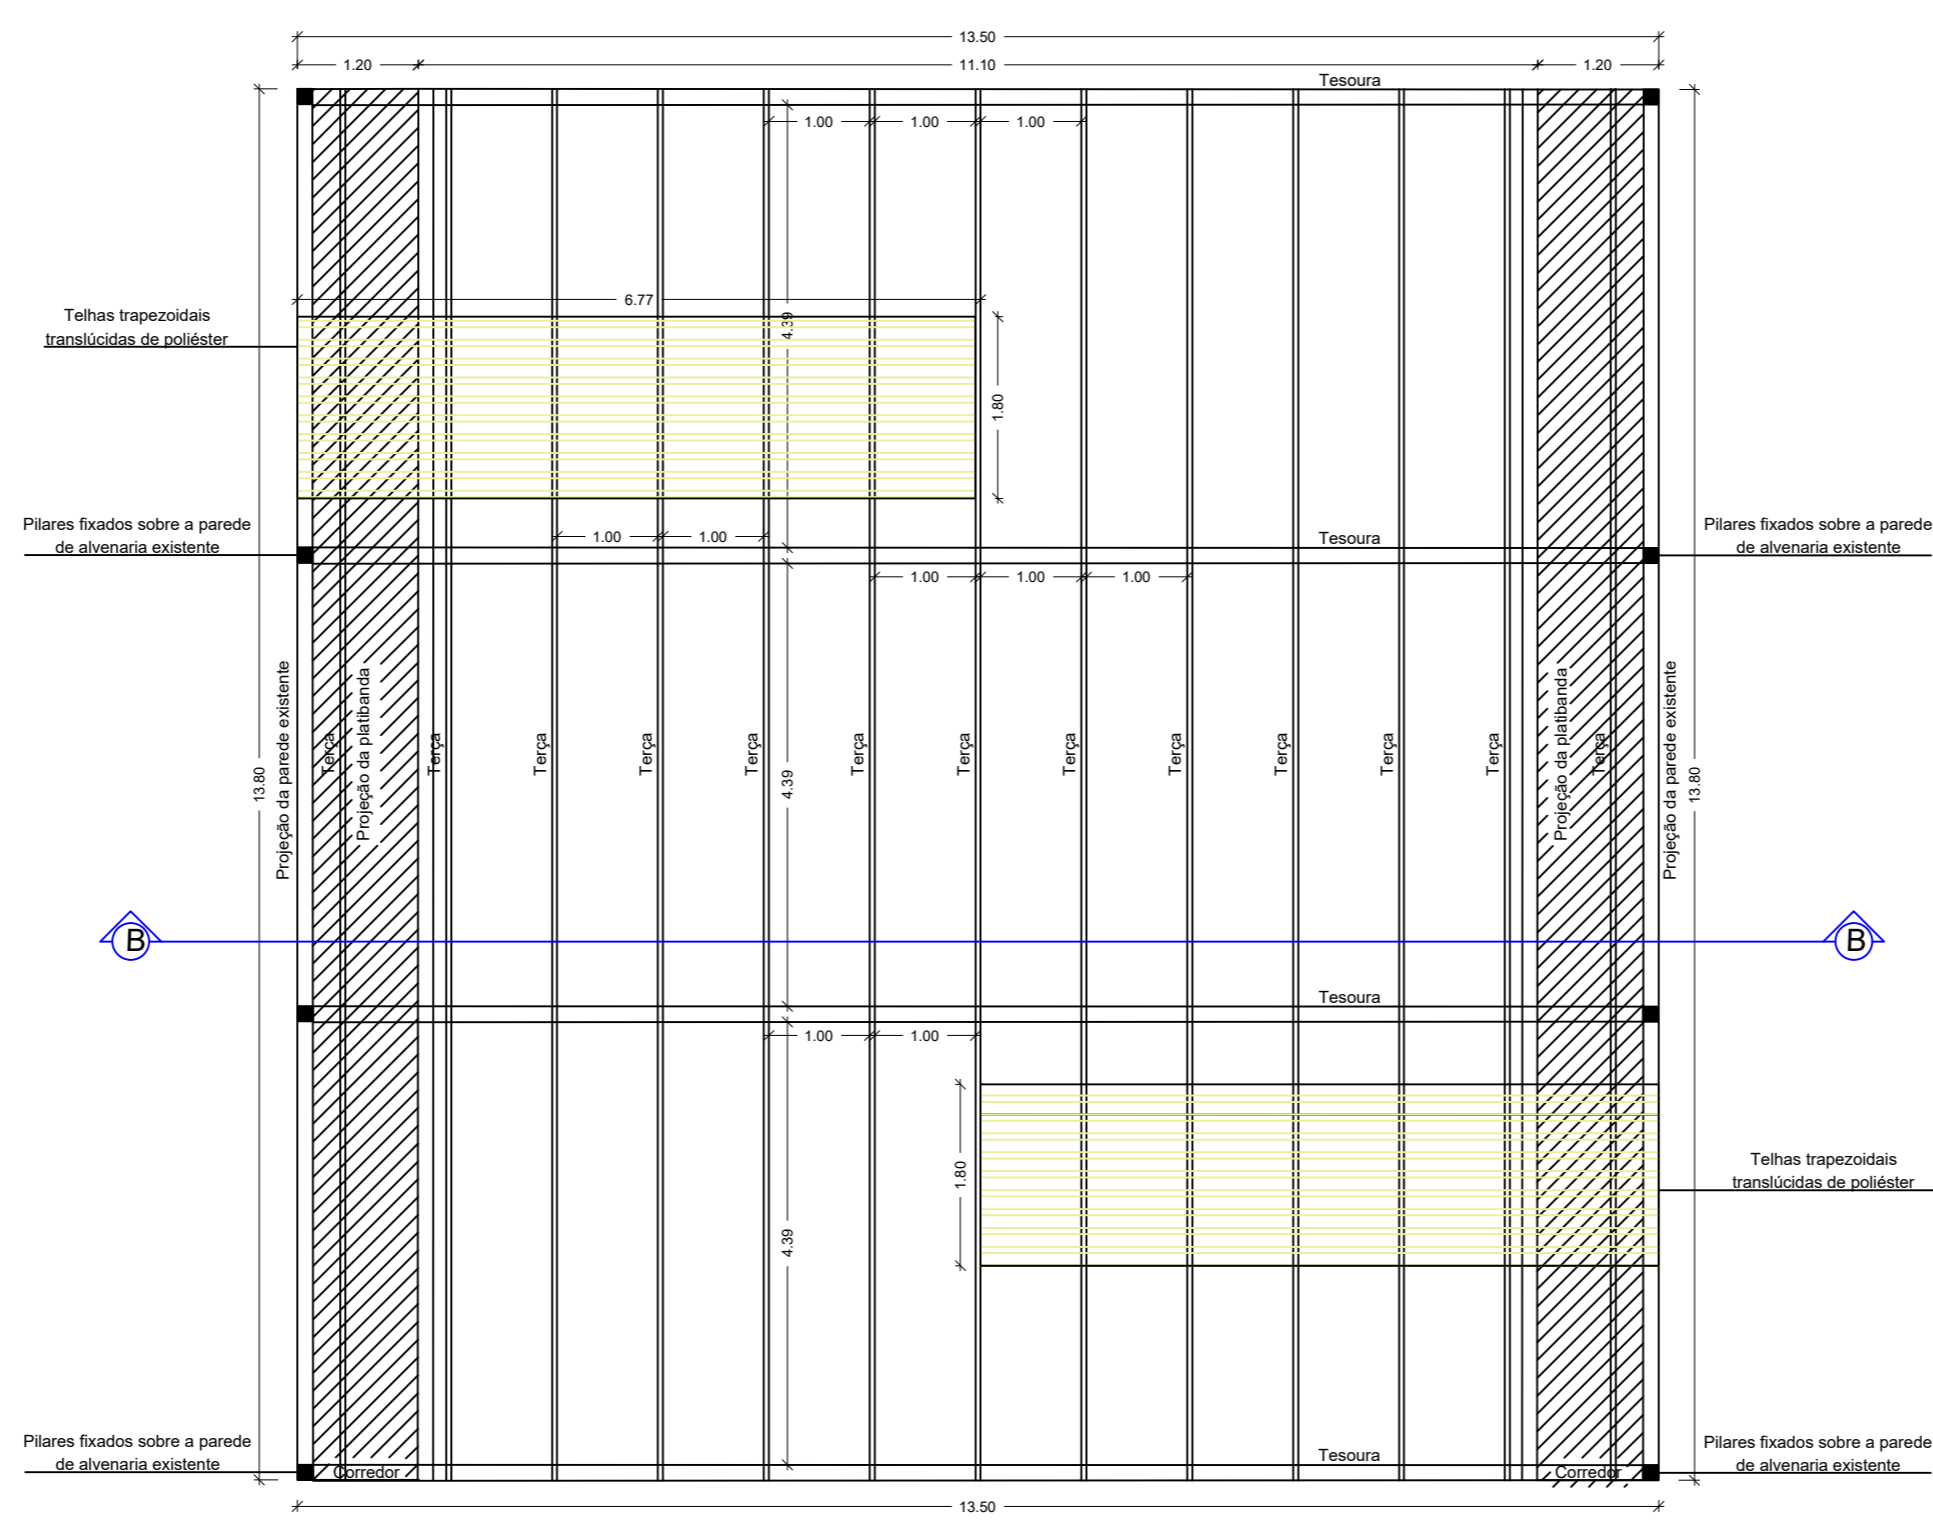 13.50
1.20
11.10
1.20
Tesoura
1.00
1.00
1.00
6.77
Telhas trapezoidais
translúcidas de poliéster
4.39
1.80
Pilares fixados sobre a parede
de alvenaria existente
1.00
1.00
Tesoura
Pilares fixados sobre a parede
de alvenaria existente
1.00
1.00
1.00
13.80
Projeção da parede existente
Terça
Projeção da platibanda
Terça
Terça
Terça
Terça
4.39
Terça
Terça
Terça
Terça
Terça
Terça
Terça
Projeção da platibanda
Terça
Projeção da parede existente
13.80
B
B
Tesoura
1.00
1.00
1.80
Telhas trapezoidais
translúcidas de poliéster
4.39
Pilares fixados sobre a parede
de alvenaria existente
Corredor
Tesoura
Corredor
Pilares fixados sobre a parede
de alvenaria existente
13.50